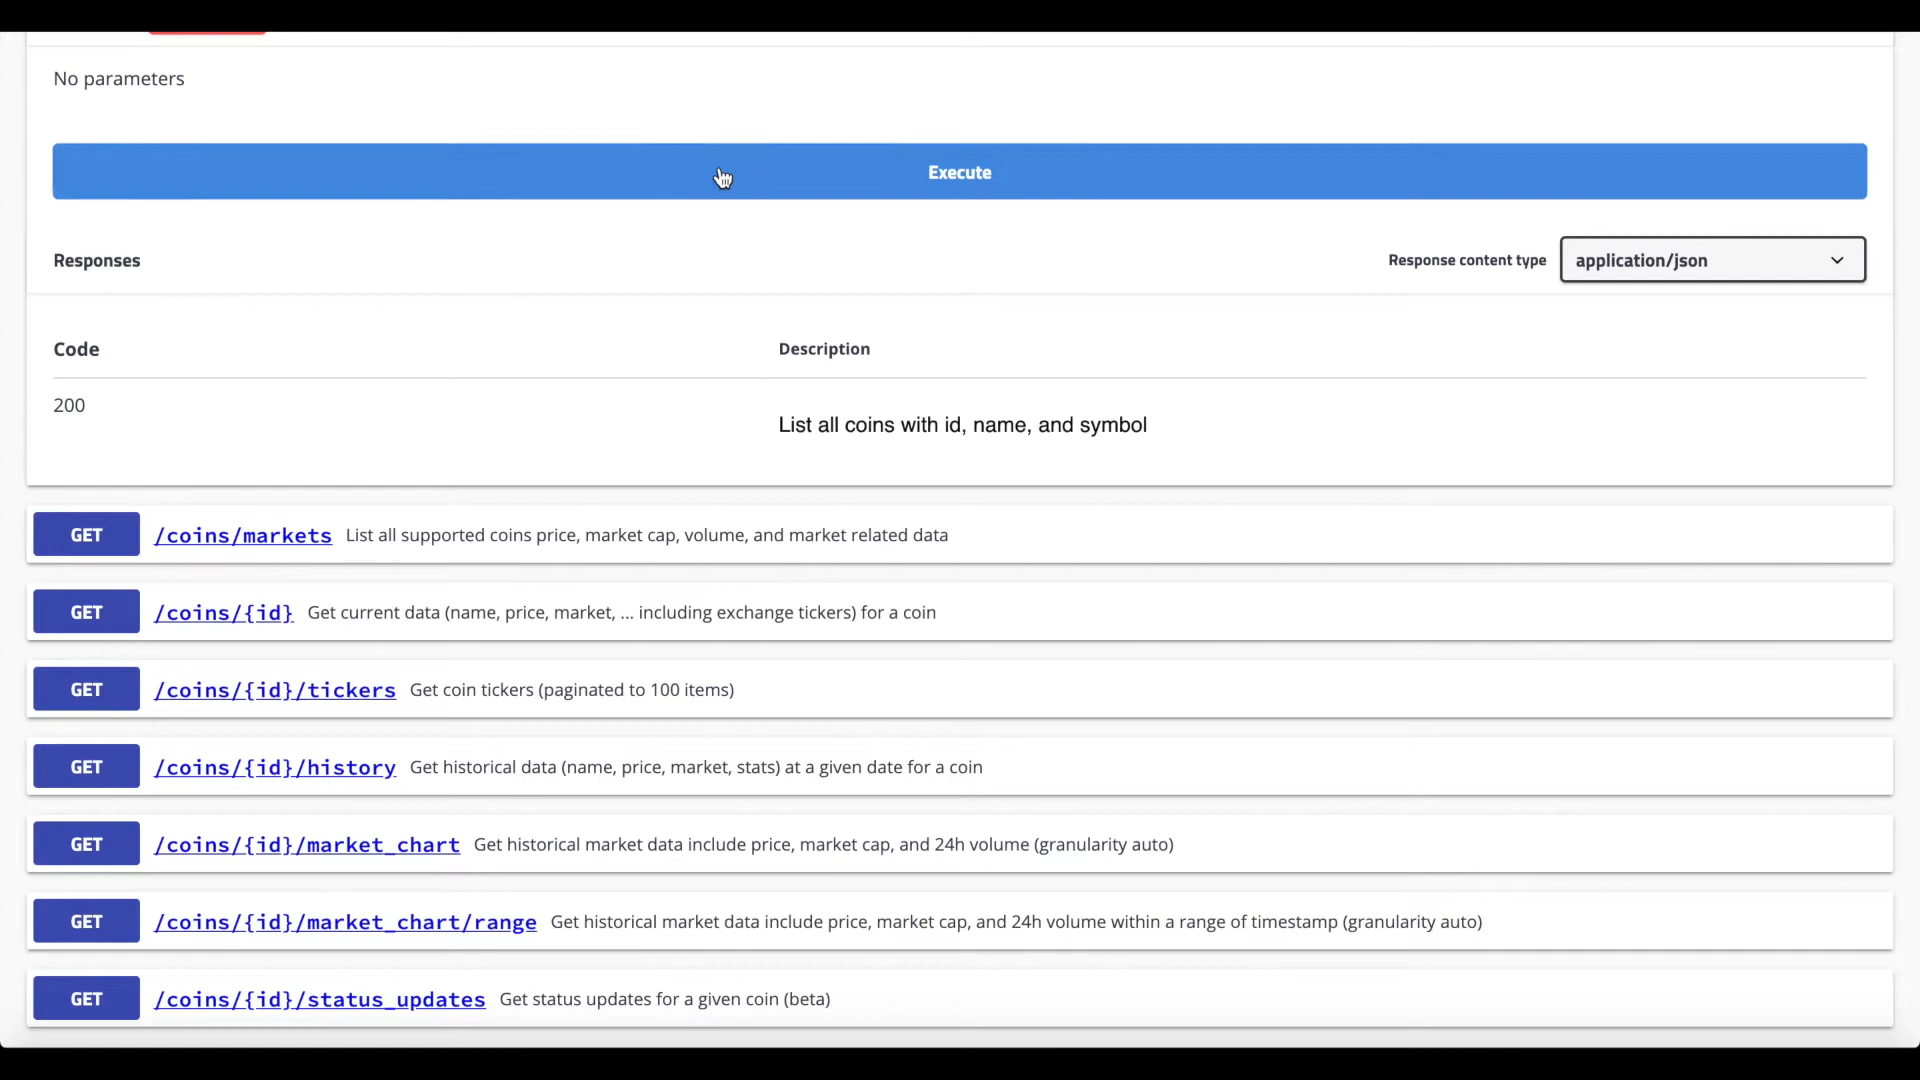 No parameters
Execute
Responses
Response content type application/json
Code Description
200 List all coins with id, name, and symbol
GET /coins/markets List all supported coins price, market cap, volume, and market related data
GET /coins/{id} Get current data (name, price, market, ... including exchange tickers) for a coin
GET /coins/{id}/tickers Get coin tickers (paginated to 100 items)
GET /coins/{id}/history Get historical data (name, price, market, stats) at a given date for a coin
GET /coins/{id}/market_chart Get historical market data include price, market cap, and 24h volume (granularity auto)
GET /coins/{id}/market_chart/range Get historical market data include price, market cap, and 24h volume within a range of timestamp (granularity auto)
GET /coins/{id}/status_updates Get status updates for a given coin (beta)